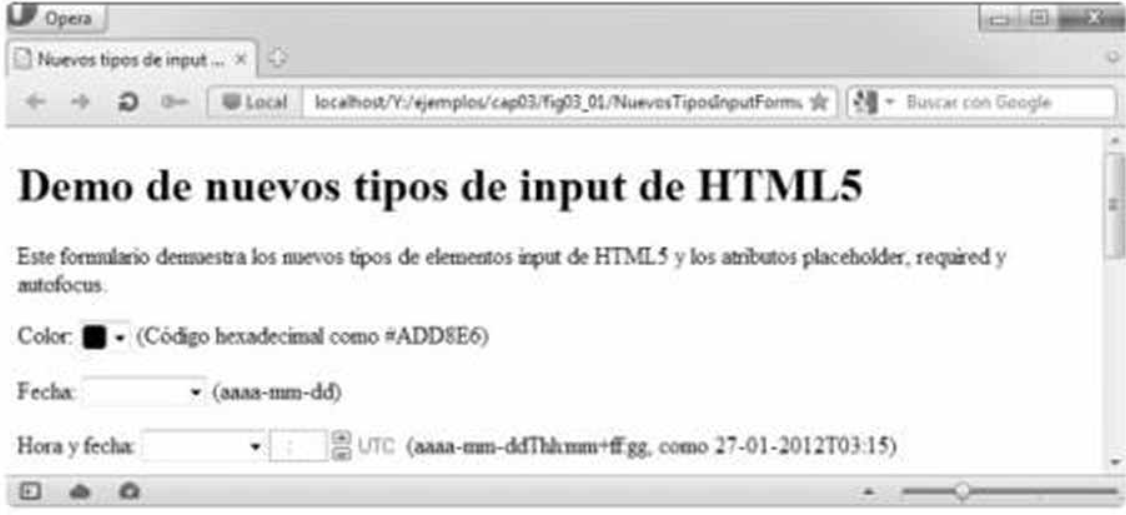 Opera
Nuevos tipos de input ...
Local localhost/Y:/ejemplos/cap03/fig03_01/NuevosTiposInputForms Buscar con Google
Demo de nuevos tipos de input de HTML5
Este formulario demuestra los nuevos tipos de elementos input de HTML5 y los atributos placeholder, required y
autofocus.
Color: (Código hexadecimal como #ADD8E6)
Fecha: (aaaa-mm-dd)
Hora y fecha: : UTC (aaaa-mm-ddThh:mm+ff:gg, como 27-01-2012T03:15)